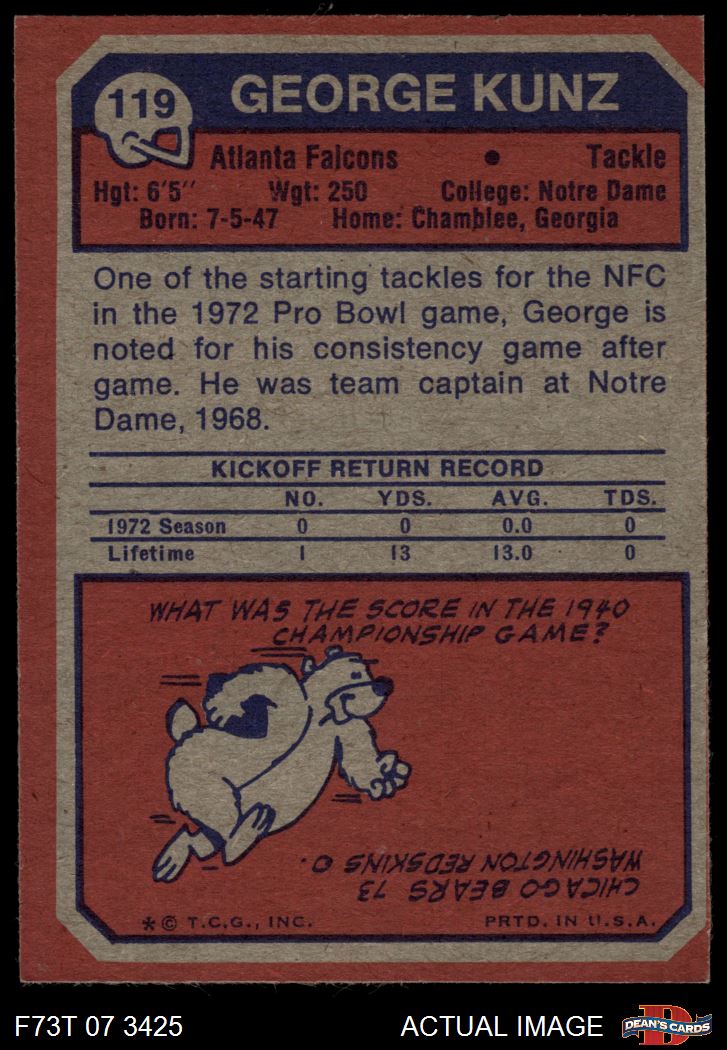 119 GEORGE KUNZ
Atlanta Falcons • Tackle
Hgt: 6'5" Wgt: 250 College: Notre Dame
Born: 7-5-47 Home: Chamblee, Georgia
One of the starting tackles for the NFC
in the 1972 Pro Bowl game, George is
noted for his consistency game after
game. He was team captain at Notre
Dame, 1968.
KICKOFF RETURN RECORD
NO. YDS. AVG. TDS.
1972 Season 0 0 0.0 0
Lifetime 1 13 13.0 0
WHAT WAS THE SCORE IN THE 1940
CHAMPIONSHIP GAME?
CHICAGO BEARS 73
WASHINGTON REDSKINS 0.
* © T.C.G., INC. PRTD. IN U.S.A.
F73T 07 3425 ACTUAL IMAGE D DEAN'S CARDS